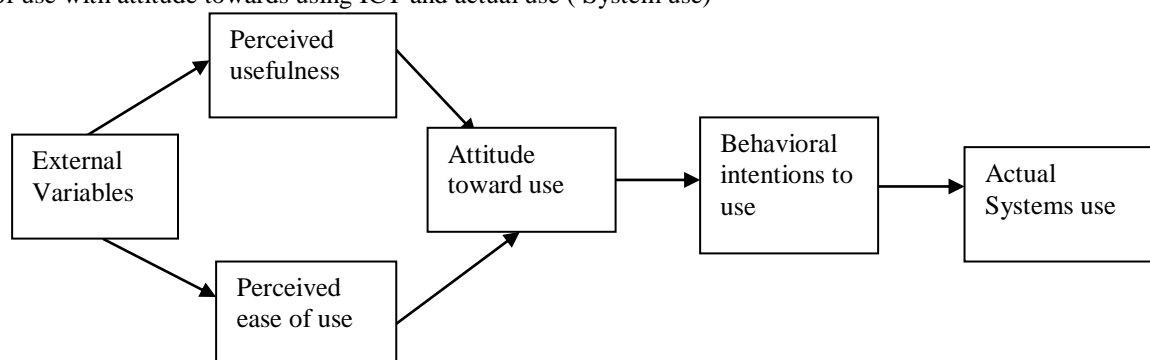 of use with attitude towards using ICT and actual use ( System use)
Perceived
usefulness
External
Variables
Attitude
toward use
Behavioral
intentions to
use
Actual
Systems use
Perceived
ease of use